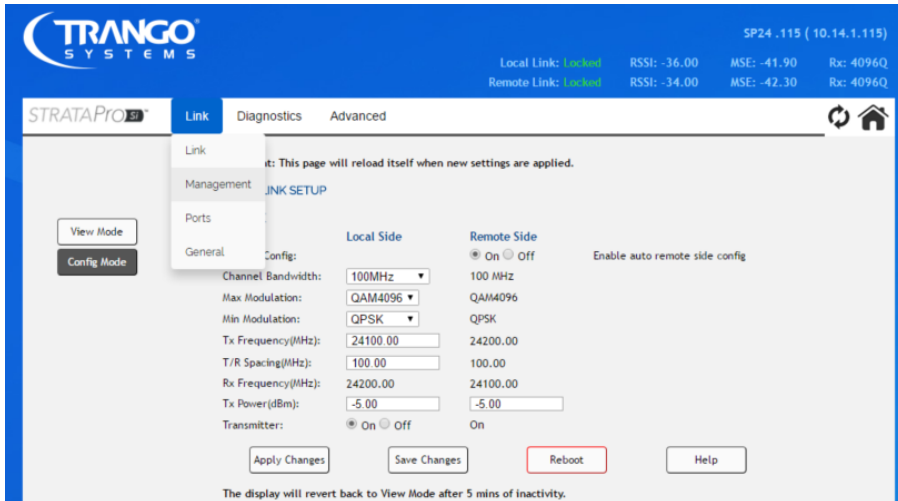 TRANGO
SYSTEMS
SP24 .115 ( 10.14.1.115)
Local Link: Locked RSSI: -36.00 MSE: -41.90 Rx: 4096Q
Remote Link: Locked RSSI: -34.00 MSE: -42.30 Rx: 4096Q
STRATAPRO Si™ Link Diagnostics Advanced
Link
t: This page will reload itself when new settings are applied.
Management
INK SETUP
Ports
View Mode
Local Side Remote Side
General
Config: On Off Enable auto remote side config
Config Mode
Channel Bandwidth: 100MHz 100 MHz
Max Modulation: QAM4096 QAM4096
Min Modulation: QPSK QPSK
Tx Frequency(MHz): 24100.00 24200.00
T/R Spacing(MHz): 100.00 100.00
Rx Frequency(MHz): 24200.00 24100.00
Tx Power(dBm): -5.00 -5.00
Transmitter: On Off On
Apply Changes Save Changes Reboot Help
The display will revert back to View Mode after 5 mins of inactivity.